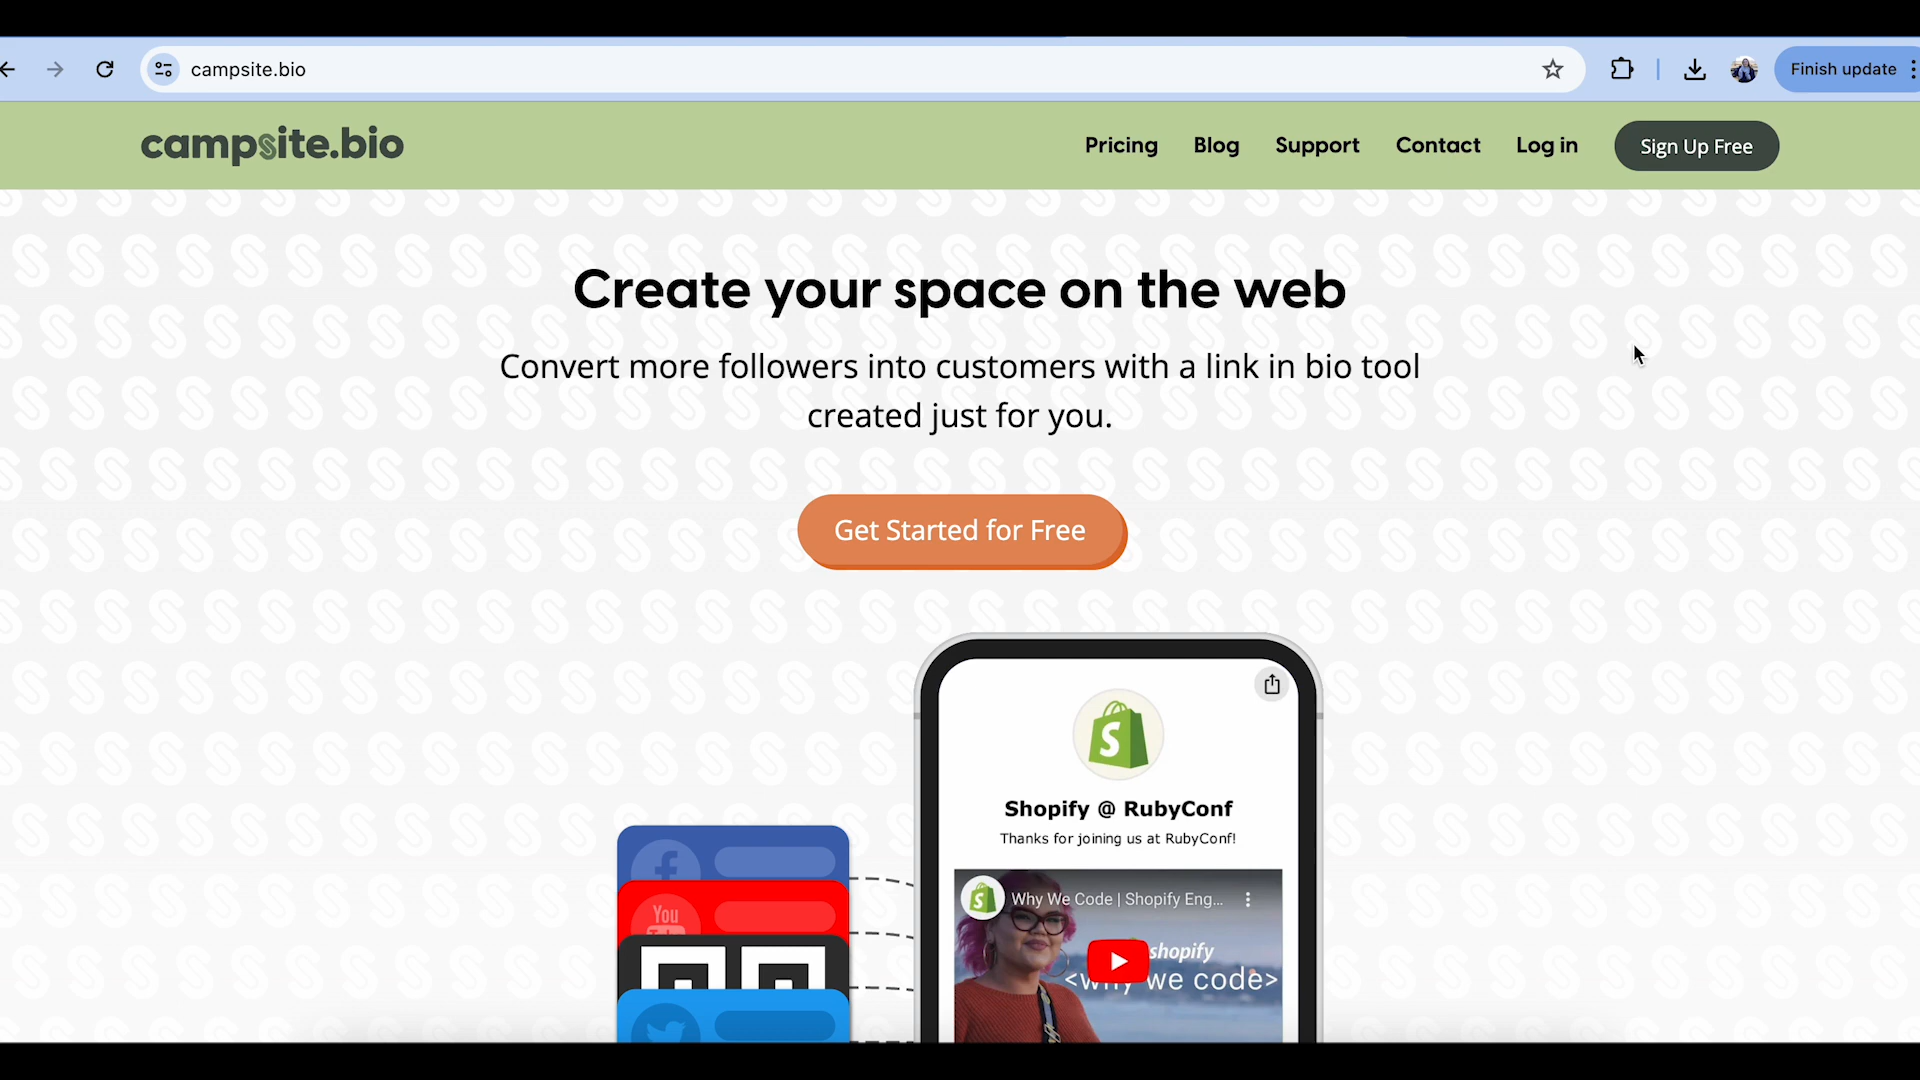 campsite.bio
Finish update
campsite.bio
Pricing
Blog
Support
Contact
Log in
Sign Up Free
Create your space on the web
Convert more followers into customers with a link in bio tool
created just for you.
Get Started for Free
Shopify @ RubyConf
Thanks for joining us at RubyConf!
Why We Code | Shopify Eng...
shopify
<why we code>
You